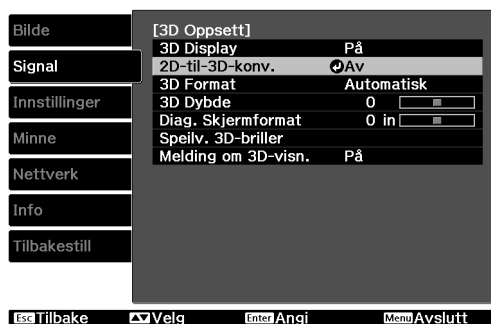 Bilde
Signal
Innstillinger
Minne
Nettverk
Info
Tilbakestill
[3D Oppsett]
3D Display På
2D-til-3D-konv. Av
3D Format Automatisk
3D Dybde 0
Diag. Skjermformat 0 in
Speilv. 3D-briller
Melding om 3D-visn. På
Esc Tilbake Velg Enter Angi Menu Avslutt